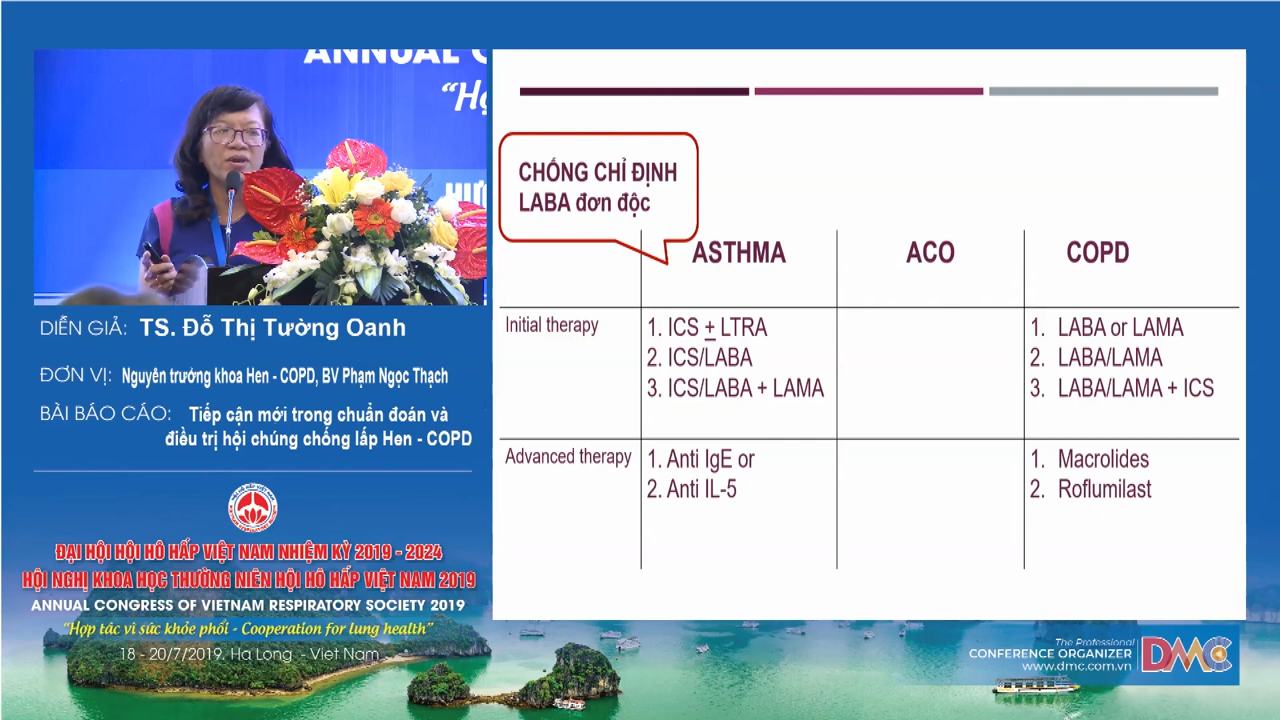 ANNUAL C
“Hợ
DIỄN GIẢ: TS. Đỗ Thị Tường Oanh
ĐƠN VỊ: Nguyên trưởng khoa Hen - COPD, BV Phạm Ngọc Thạch
BÀI BÁO CÁO: Tiếp cận mới trong chuẩn đoán và
điều trị hội chứng chồng lấp Hen - COPD
ĐẠI HỘI HỘI HÔ HẤP VIỆT NAM NHIỆM KỲ 2019 - 2024
HỘI NGHỊ KHOA HỌC THƯỜNG NIÊN HỘI HÔ HẤP VIỆT NAM 2019
ANNUAL CONGRESS OF VIETNAM RESPIRATORY SOCIETY 2019
“Hợp tác vì sức khỏe phổi - Cooperation for lung health”
18 - 20/7/2019. Ha Long - Viet Nam
CHỐNG CHỈ ĐỊNH
LABA đơn độc
ASTHMA ACO COPD
Initial therapy
1. ICS + LTRA
2. ICS/LABA
3. ICS/LABA + LAMA
1. LABA or LAMA
2. LABA/LAMA
3. LABA/LAMA + ICS
Advanced therapy
1. Anti IgE or
2. Anti IL-5
1. Macrolides
2. Roflumilast
The Professional
CONFERENCE ORGANIZER
www.dmc.com.vn
DMC